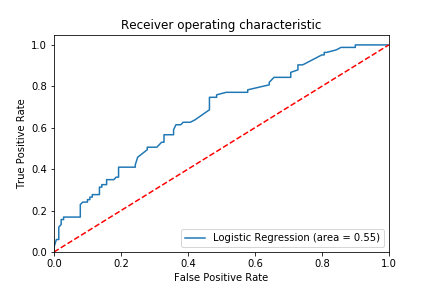 Receiver operating characteristic
1.0
0.8
0.6
0.4
0.2
0.0
True Positive Rate
Logistic Regression (area = 0.55)
0.0 0.2 0.4 0.6 0.8 1.0
False Positive Rate